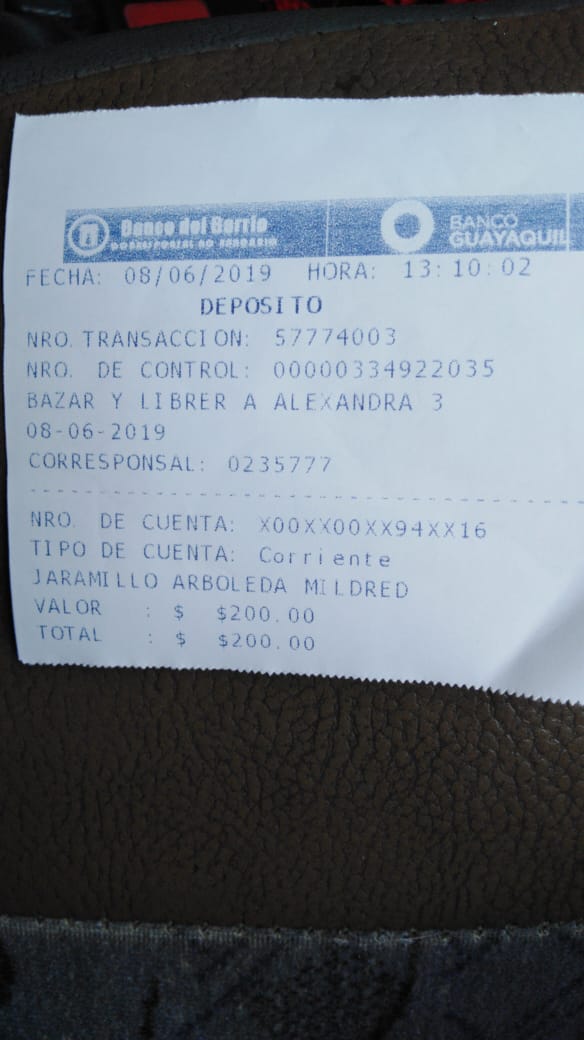 Banco del Barrio
CORRESPONSAL NO BANCARIO
BANCO
GUAYAQUIL
FECHA: 08/06/2019 HORA: 13:10:02
DEPOSITO
NRO. TRANSACCION: 57774003
NRO. DE CONTROL: 00000334922035
BAZAR Y LIBRER A ALEXANDRA 3
08-06-2019
CORRESPONSAL: 0235777
NRO. DE CUENTA: X00XX00XX94XX16
TIPO DE CUENTA: Corriente
JARAMILLO ARBOLEDA MILDRED
VALOR : $ $200.00
TOTAL : $ $200.00